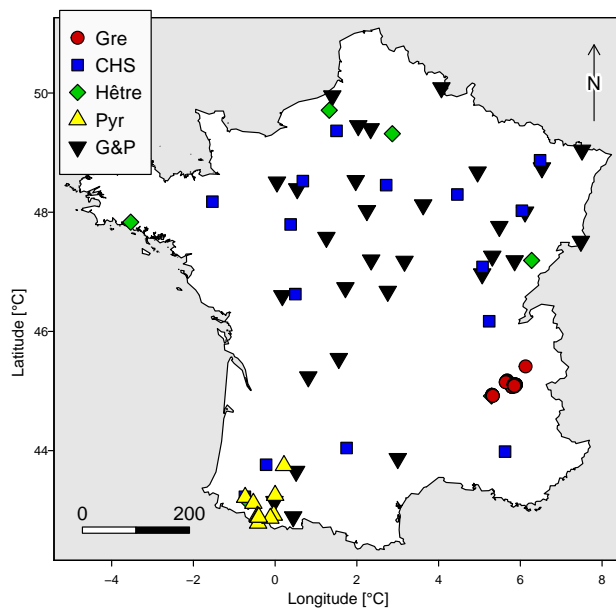 Gre
CHS
Hêtre
Pyr
G&P
N
50
48
46
44
Latitude [°C]
0 200
−4 −2 0 2 4 6 8
Longitude [°C]